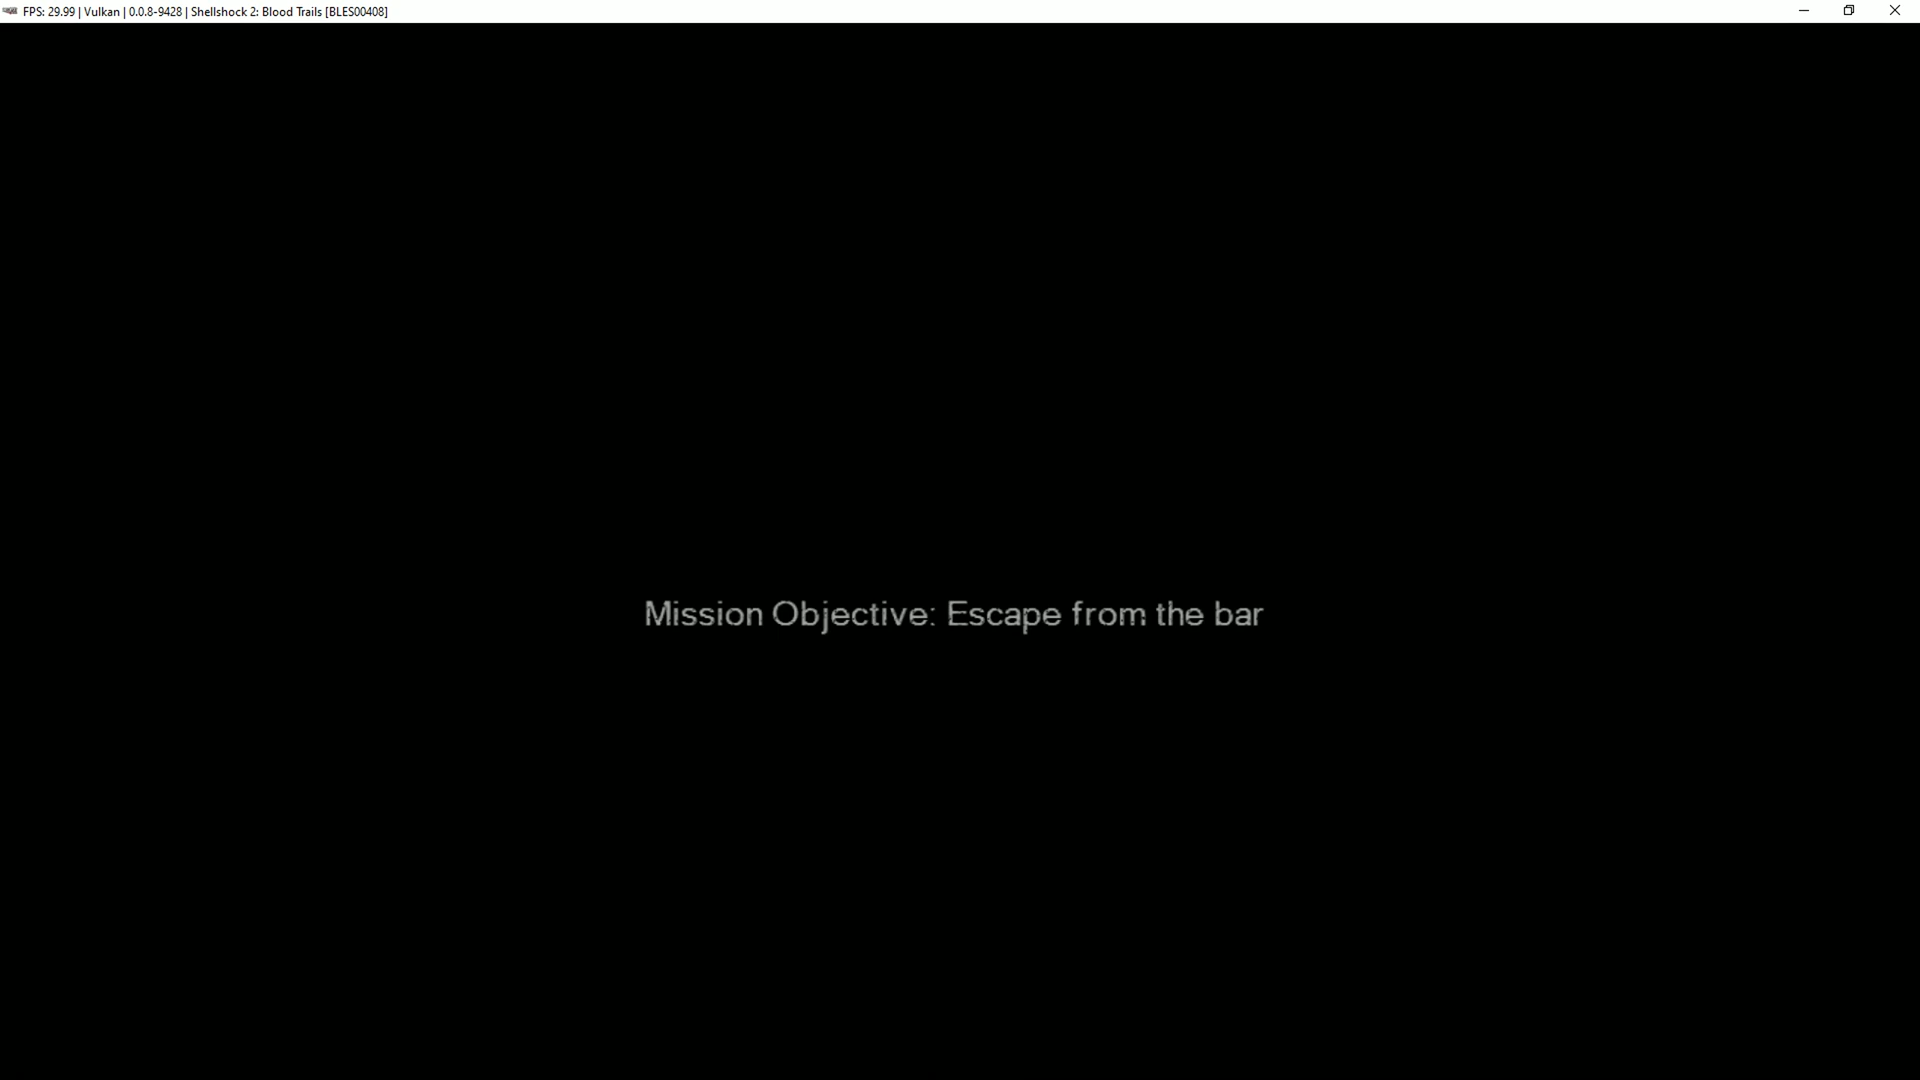 FPS: 29.99 | Vulkan | 0.0.8-9428 | Shellshock 2: Blood Trails [BLES00408]
Mission Objective: Escape from the bar